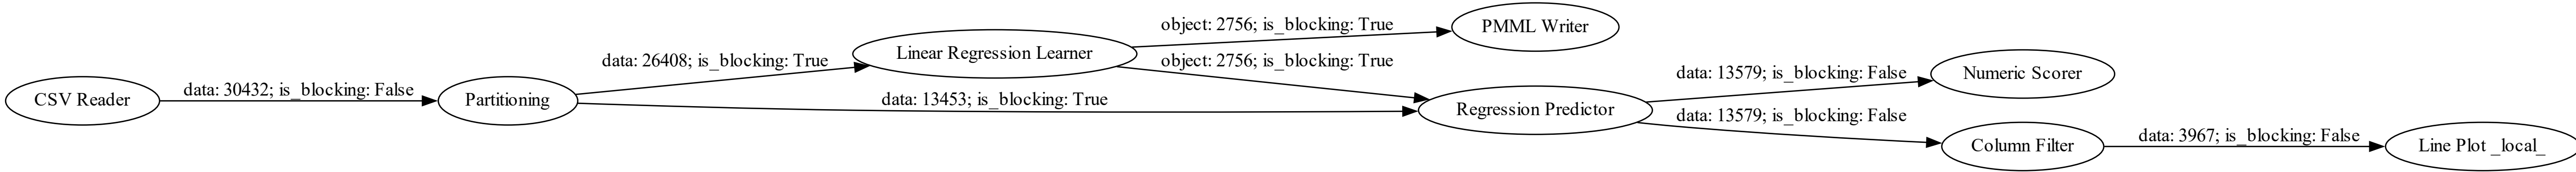 CSV Reader
data: 30432; is_blocking: False
Partitioning
data: 26408; is_blocking: True
data: 13453; is_blocking: True
Linear Regression Learner
object: 2756; is_blocking: True
object: 2756; is_blocking: True
PMML Writer
Regression Predictor
data: 13579; is_blocking: False
data: 13579; is_blocking: False
Numeric Scorer
Column Filter
data: 3967; is_blocking: False
Line Plot _local_